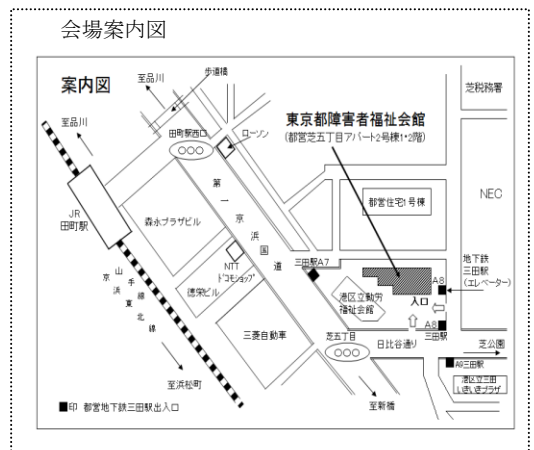 会場案内図
案内図
至品川
歩道橋
芝税務署
至品川
田町駅西口
ローソン
東京都障害者福祉会館
(都営芝五丁目アパート2号棟1・2階)
都営住宅1号棟
NEC
JR
田町駅
森永プラザビル
第一京浜国道
三田駅A7
NTT
ドコモショップ
徳栄ビル
港区立勤労
福祉会館
入口
A8
地下鉄
三田駅
(エレベーター)
山手線
京浜東北線
三菱自動車
芝五丁目
日比谷通り
A8
三田駅
芝公園
A9三田駅
至浜松町
至新橋
港区立三田
いきいきプラザ
■印 都営地下鉄三田駅出入口